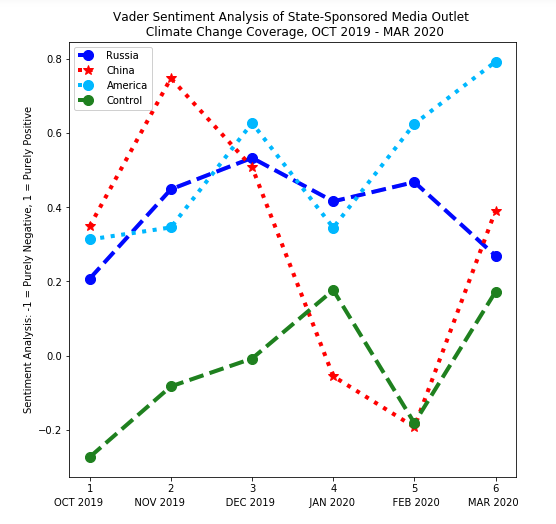 Vader Sentiment Analysis of State-Sponsored Media Outlet
Climate Change Coverage, OCT 2019 - MAR 2020
Russia
China
America
Control
Sentiment Analysis: -1 = Purely Negative, 1 = Purely Positive
0.8
0.6
0.4
0.2
0.0
−0.2
1 2 3 4 5 6
OCT 2019 NOV 2019 DEC 2019 JAN 2020 FEB 2020 MAR 2020